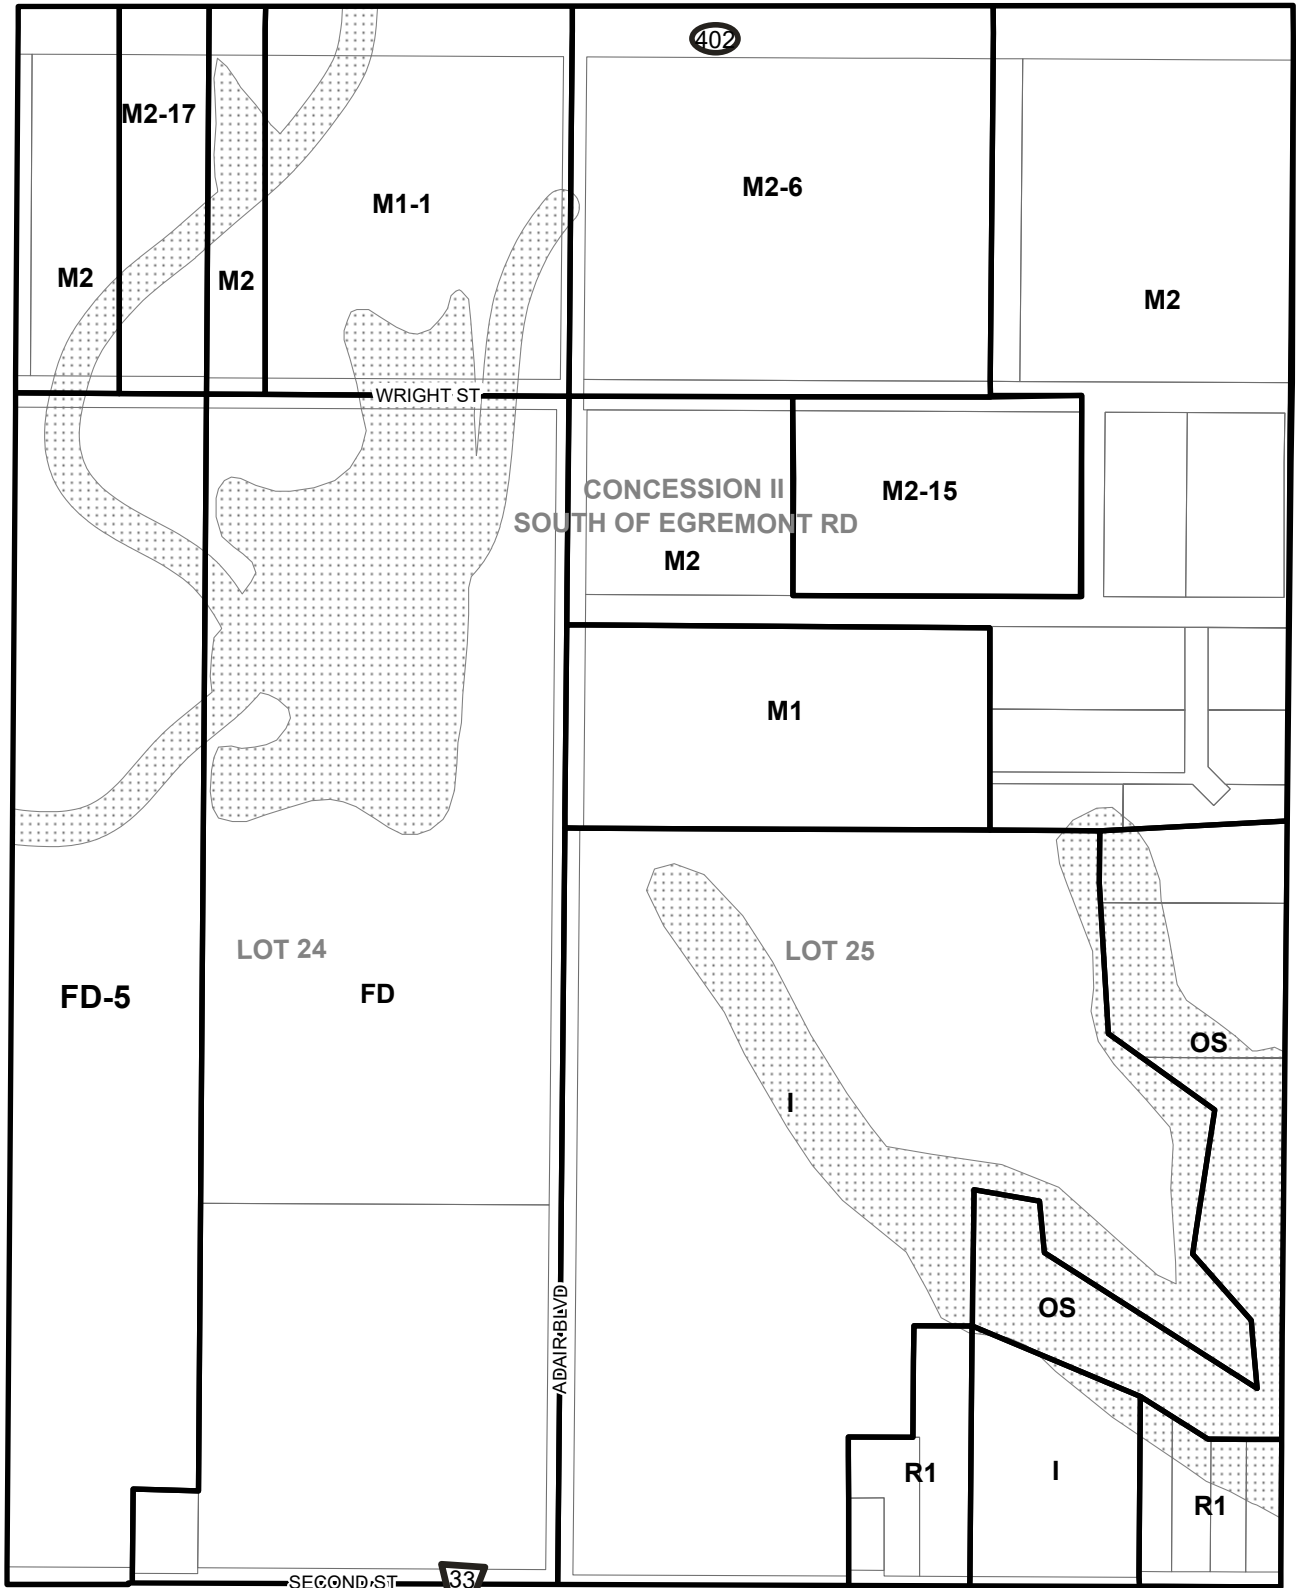 402
M2-17
M2-6
M1-1
M2
M2
M2
WRIGHT ST
CONCESSION II
SOUTH OF EGREMONT RD
M2-15
M2
M1
LOT 24
LOT 25
FD-5
FD
OS
I
OS
ADAIR BLVD
R1
I
R1
SECOND ST
33